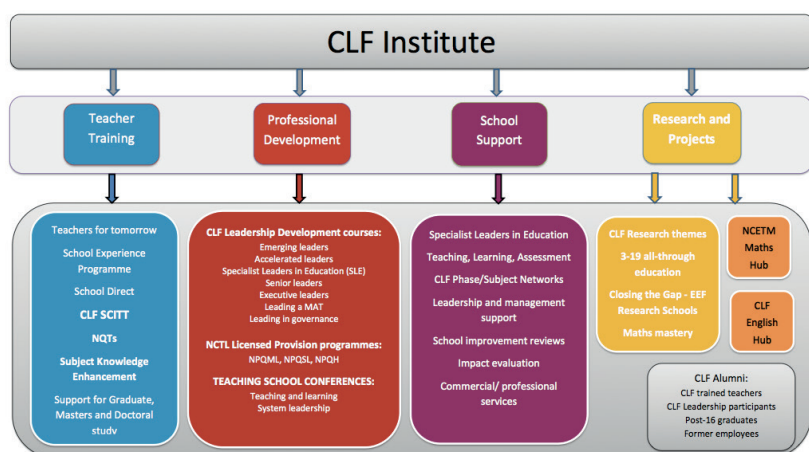 CLF Institute
Teacher
Training
Professional
Development
School
Support
Research and
Projects
Teachers for tomorrow
School Experience
Programme
School Direct
CLF SCITT
NQTs
Subject Knowledge
Enhancement
Support for Graduate,
Masters and Doctoral
study
CLF Leadership Development courses:
Emerging leaders
Accelerated leaders
Specialist Leaders in Education (SLE)
Senior leaders
Executive leaders
Leading a MAT
Leading in governance
NCTL Licensed Provision programmes:
NPQML, NPQSL, NPQH
TEACHING SCHOOL CONFERENCES:
Teaching and learning
System leadership
Specialist Leaders in Education
Teaching, Learning, Assessment
CLF Phase/Subject Networks
Leadership and management
support
School improvement reviews
Impact evaluation
Commercial/ professional
services
CLF Research themes
3-19 all-through
education
Closing the Gap - EEF
Research Schools
Maths mastery
NCETM
Maths
Hub
CLF
English
Hub
CLF Alumni:
CLF trained teachers
CLF Leadership participants
Post-16 graduates
Former employees